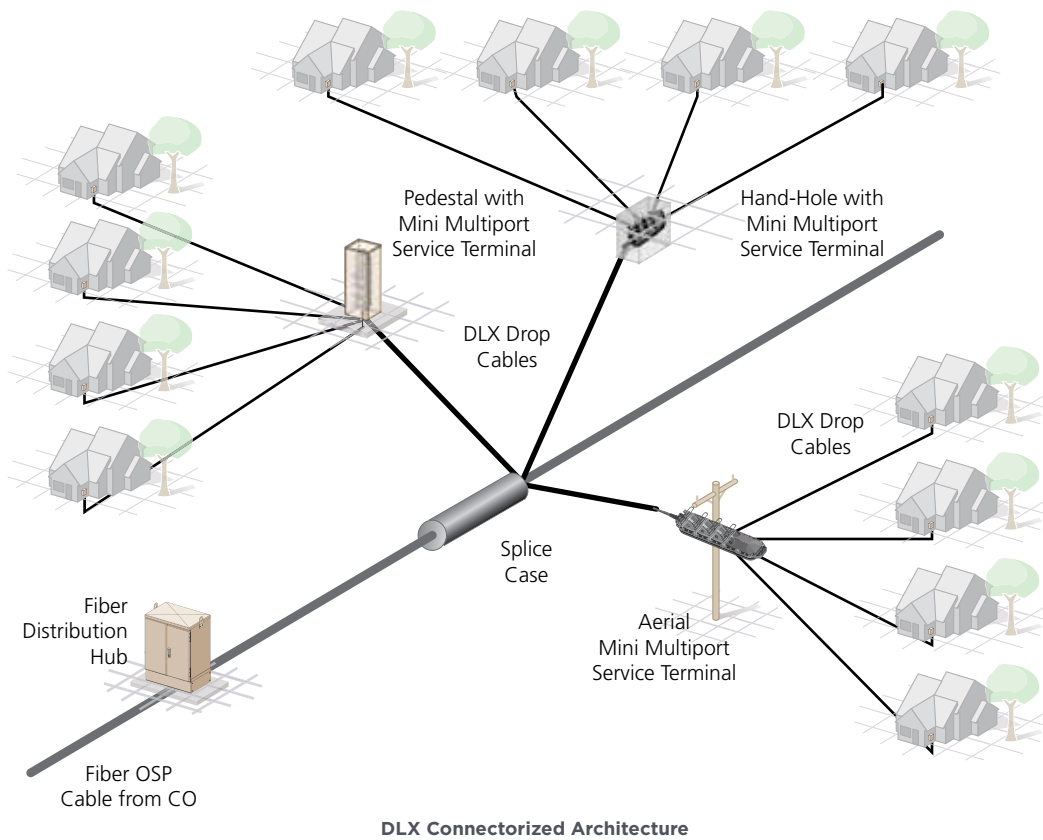 Pedestal with
Mini Multiport
Service Terminal
Hand-Hole with
Mini Multiport
Service Terminal
DLX Drop
Cables
DLX Drop
Cables
Splice
Case
Fiber
Distribution
Hub
Aerial
Mini Multiport
Service Terminal
Fiber OSP
Cable from CO
DLX Connectorized Architecture